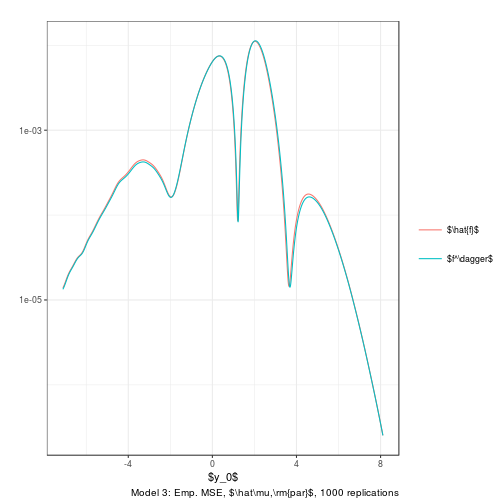 1e-03
1e-05
-4
0
4
8
$y_0$
$\hat{f}$
$f^\dagger$
Model 3: Emp. MSE, $\hat\mu,\rm{par}$, 1000 replications